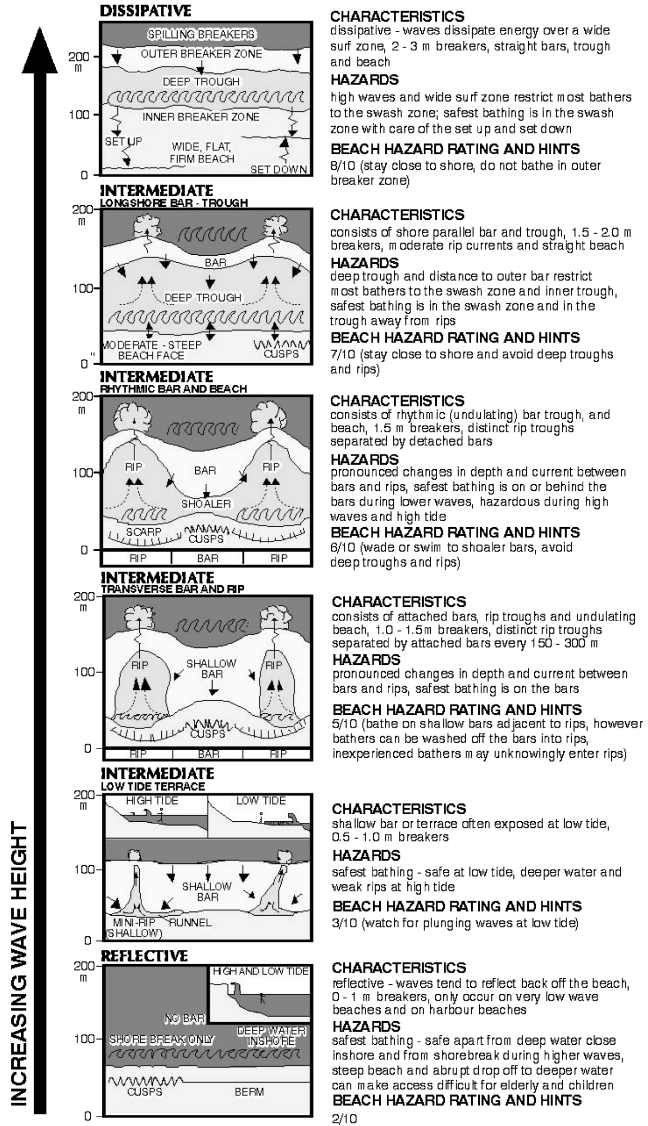 DISSIPATIVE
200
m
100
0
SPILLING BREAKERS
OUTER BREAKER ZONE
DEEP TROUGH
INNER BREAKER ZONE
SET UP
WIDE, FLAT,
FIRM BEACH
SET DOWN
CHARACTERISTICS
dissipative - waves dissipate energy over a wide
surf zone, 2 - 3 m breakers, straight bars, trough
and beach
HAZARDS
high waves and wide surf zone restrict most bathers
to the swash zone; safest bathing is in the swash
zone with care of the set up and set down
BEACH HAZARD RATING AND HINTS
8/10 (stay close to shore, do not bathe in outer
breaker zone)
INTERMEDIATE
LONGSHORE BAR - TROUGH
200
m
100
0
BAR
DEEP TROUGH
MODERATE - STEEP
BEACH FACE
CUSPS
CHARACTERISTICS
consists of shore parallel bar and trough, 1.5 - 2.0 m
breakers, moderate rip currents and straight beach
HAZARDS
deep trough and distance to outer bar restrict
most bathers to the swash zone and inner trough,
safest bathing is in the swash zone and in the
trough away from rips
BEACH HAZARD RATING AND HINTS
7/10 (stay close to shore and avoid deep troughs
and rips)
INTERMEDIATE
RHYTHMIC BAR AND BEACH
200
m
100
0
RIP
BAR
RIP
SHOALER
SCARP
CUSPS
RIP
BAR
RIP
CHARACTERISTICS
consists of rhythmic (undulating) bar trough, and
beach, 1.5 m breakers, distinct rip troughs
separated by detached bars
HAZARDS
pronounced changes in depth and current between
bars and rips, safest bathing is on or behind the
bars during lower waves, hazardous during high
waves and high tide
BEACH HAZARD RATING AND HINTS
6/10 (wade or swim to shoaler bars, avoid
deep troughs and rips)
INTERMEDIATE
TRANSVERSE BAR AND RIP
200
m
100
0
RIP
SHALLOW
BAR
RIP
CUSPS
RIP
BAR
RIP
CHARACTERISTICS
consists of attached bars, rip troughs and undulating
beach, 1.0 - 1.5m breakers, distinct rip troughs
separated by attached bars every 150 - 300 m
HAZARDS
pronounced changes in depth and current between
bars and rips, safest bathing is on the bars
BEACH HAZARD RATING AND HINTS
5/10 (bathe on shallow bars adjacent to rips, however
bathers can be washed off the bars into rips,
inexperienced bathers may unknowingly enter rips)
INTERMEDIATE
LOW TIDE TERRACE
200
m
100
0
HIGH TIDE
LOW TIDE
SHALLOW
BAR
MINI-RIP
(SHALLOW)
RUNNEL
CHARACTERISTICS
shallow bar or terrace often exposed at low tide,
0.5 - 1.0 m breakers
HAZARDS
safest bathing - safe at low tide, deeper water and
weak rips at high tide
BEACH HAZARD RATING AND HINTS
3/10 (watch for plunging waves at low tide)
REFLECTIVE
200
m
100
0
HIGH AND LOW TIDE
NO BAR
SHORE BREAK ONLY
DEEP WATER
INSHORE
CUSPS
BERM
CHARACTERISTICS
reflective - waves tend to reflect back off the beach,
0 - 1 m breakers, only occur on very low wave
beaches and on harbour beaches
HAZARDS
safest bathing - safe apart from deep water close
inshore and from shorebreak during higher waves,
steep beach and abrupt drop off to deeper water
can make access difficult for elderly and children
BEACH HAZARD RATING AND HINTS
2/10
INCREASING WAVE HEIGHT